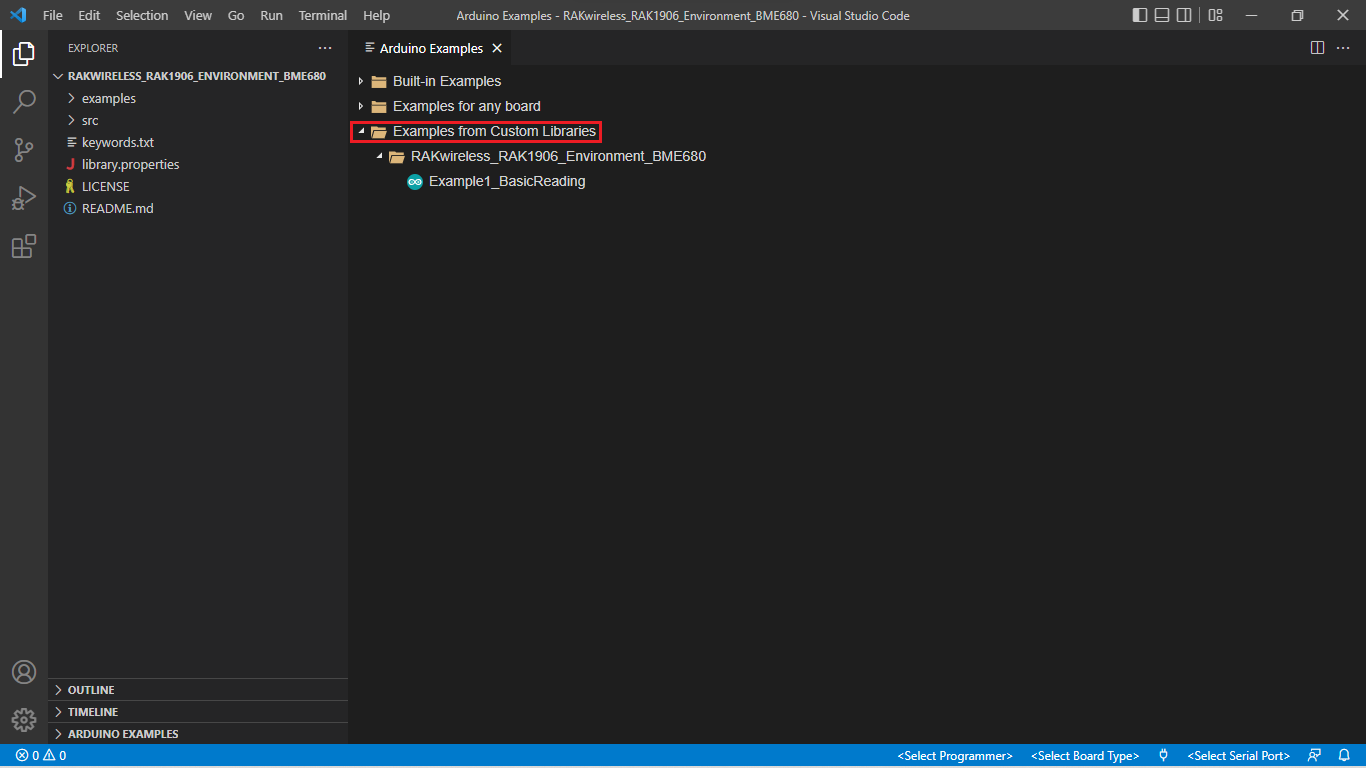 File Edit Selection View Go Run Terminal Help Arduino Examples - RAKwireless_RAK1906_Environment_BME680 - Visual Studio Code
EXPLORER
RAKWIRELESS_RAK1906_ENVIRONMENT_BME680
examples
src
keywords.txt
library.properties
LICENSE
README.md
OUTLINE
TIMELINE
ARDUINO EXAMPLES
Arduino Examples
Built-in Examples
Examples for any board
Examples from Custom Libraries
RAKwireless_RAK1906_Environment_BME680
Example1_BasicReading
0 0 <Select Programmer> <Select Board Type> <Select Serial Port>